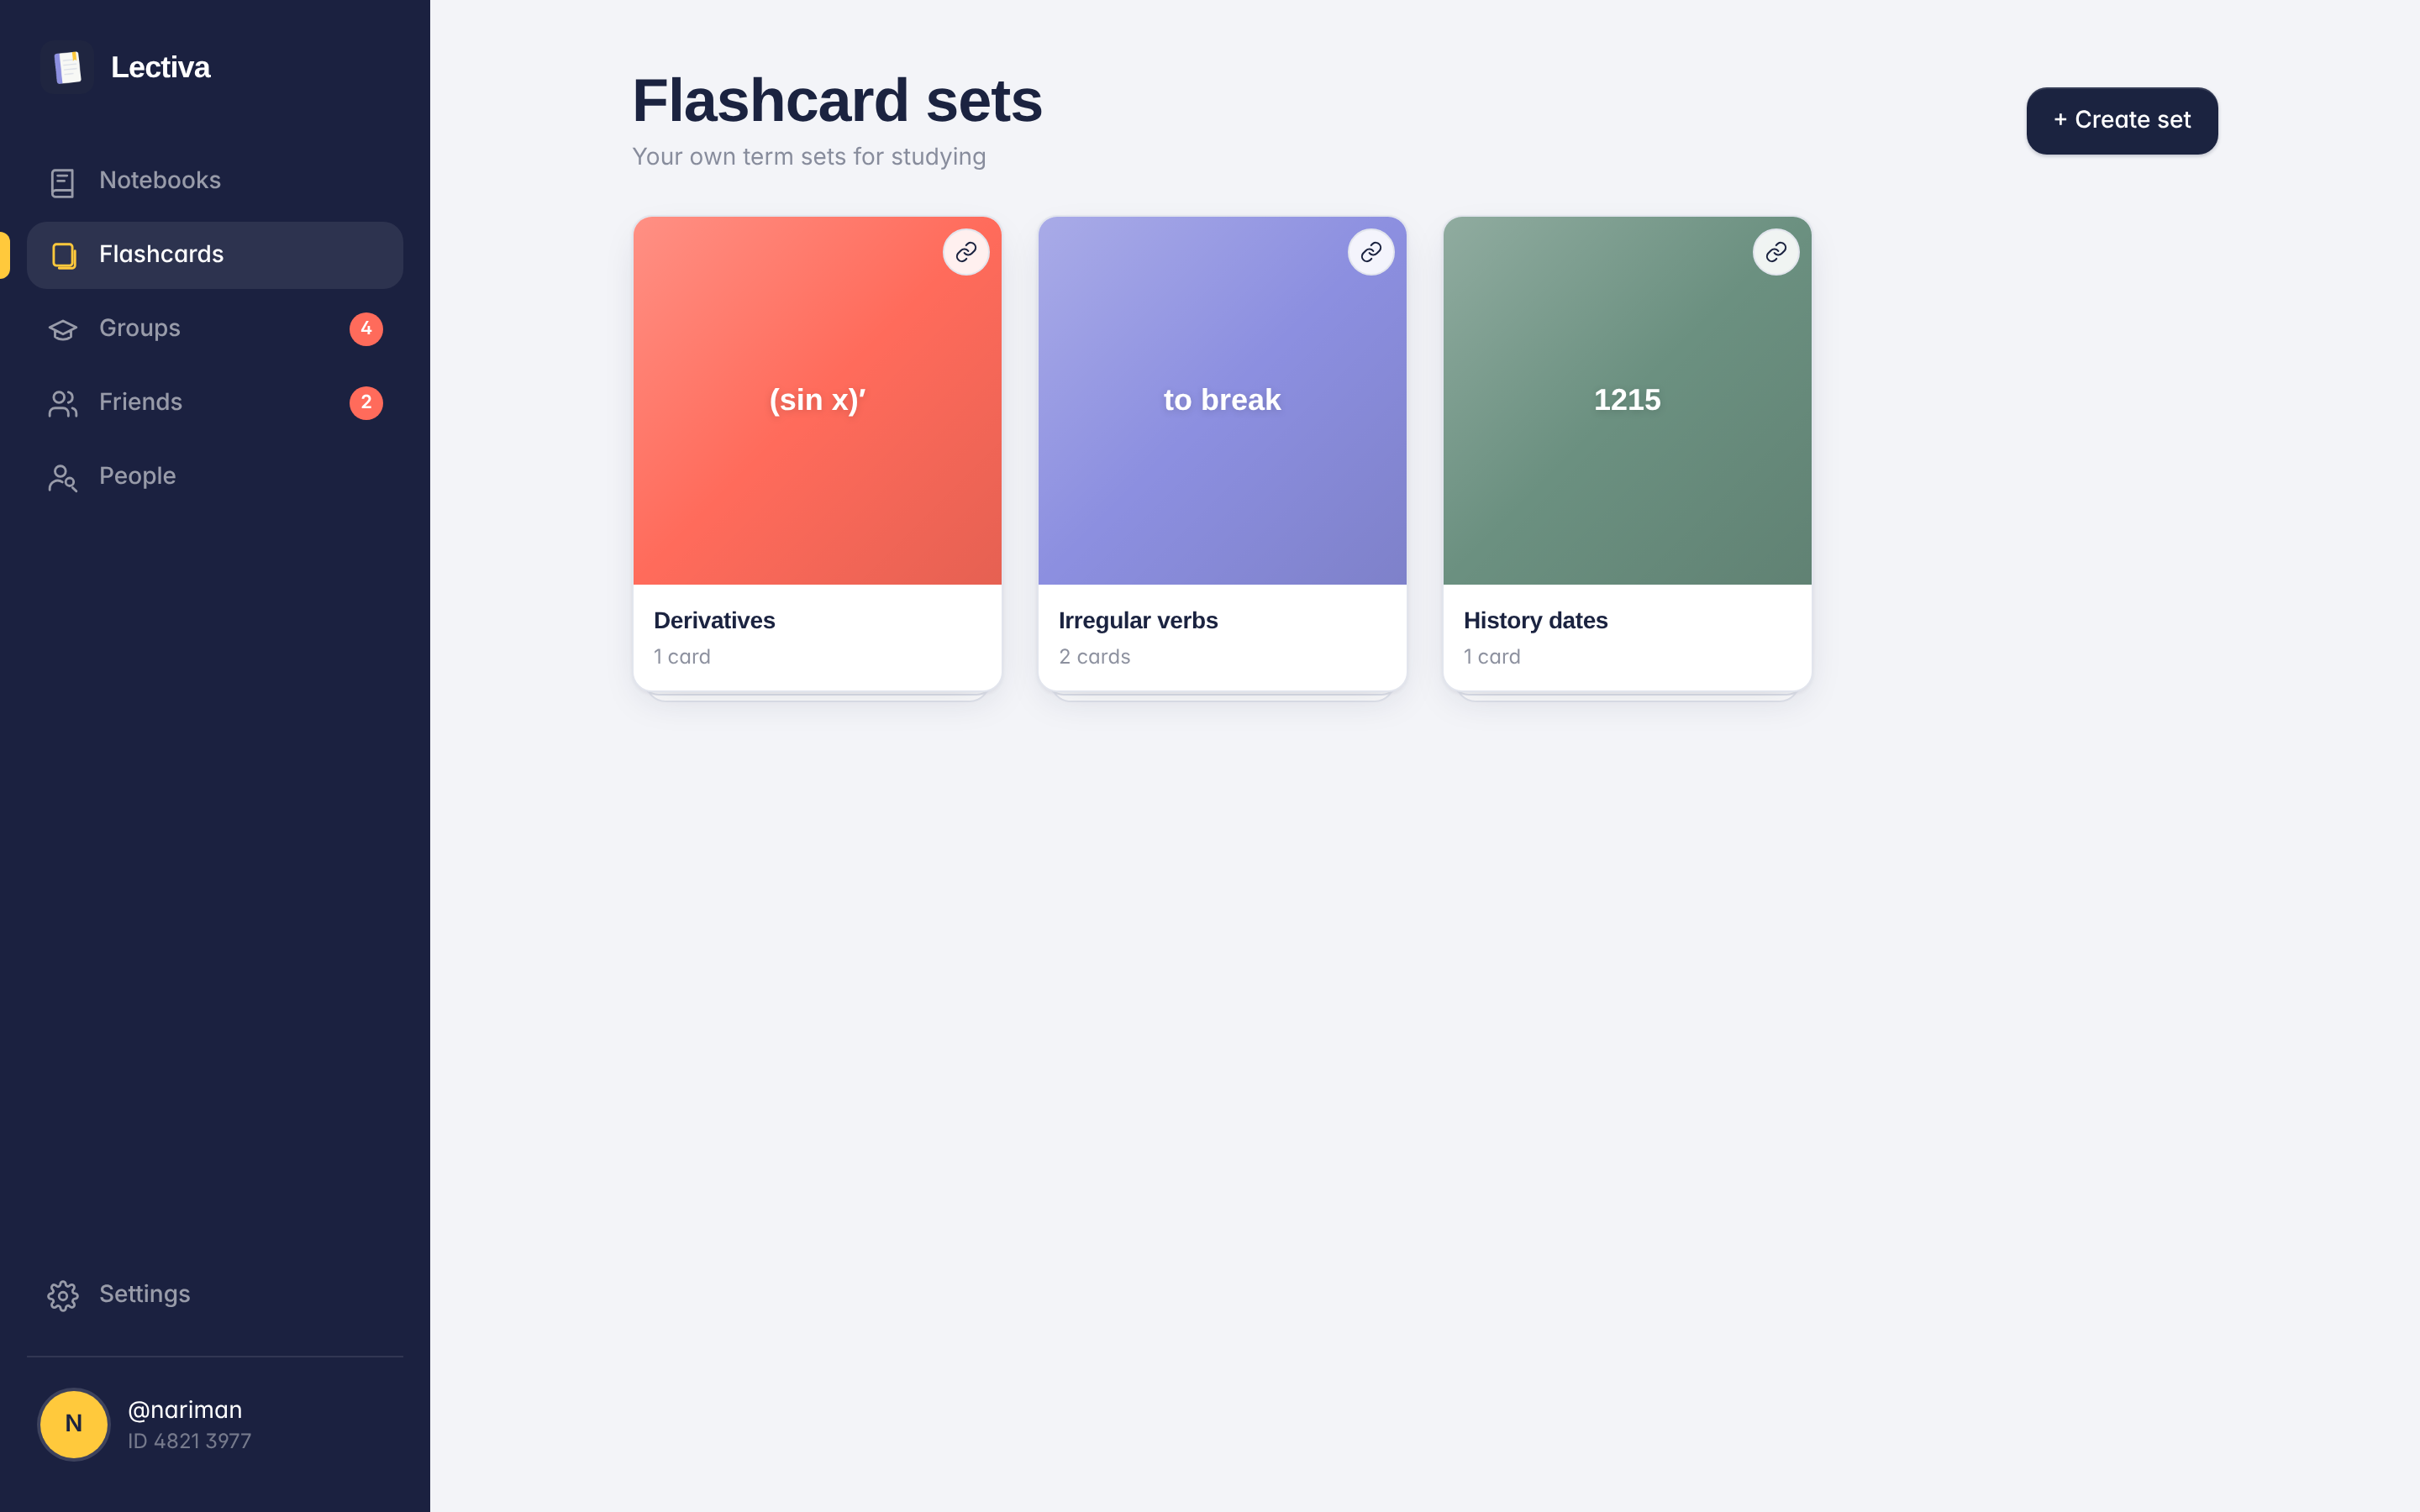 Lectiva
Notebooks
Flashcards
Groups 4
Friends 2
People
Settings
N
@nariman
ID 4821 3977
Flashcard sets
Your own term sets for studying
+ Create set
(sin x)′
Derivatives
1 card
to break
Irregular verbs
2 cards
1215
History dates
1 card